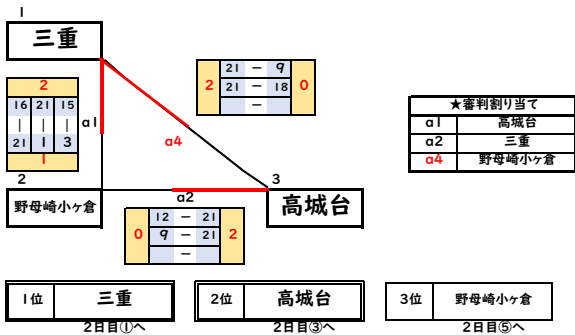 1
三重
2 21 － 9 0
21 － 18
－
2
16 21 15
｜ ｜ ｜
21 1 3
1
a1
a4
★審判割り当て
a1 高城台
a2 三重
a4 野母崎小ヶ倉
2
野母崎小ヶ倉
3
高城台
a2
0 12 － 21 2
9 － 21
－
1位 三重
2日目①へ
2位 高城台
2日目③へ
3位 野母崎小ヶ倉
2日目⑤へ